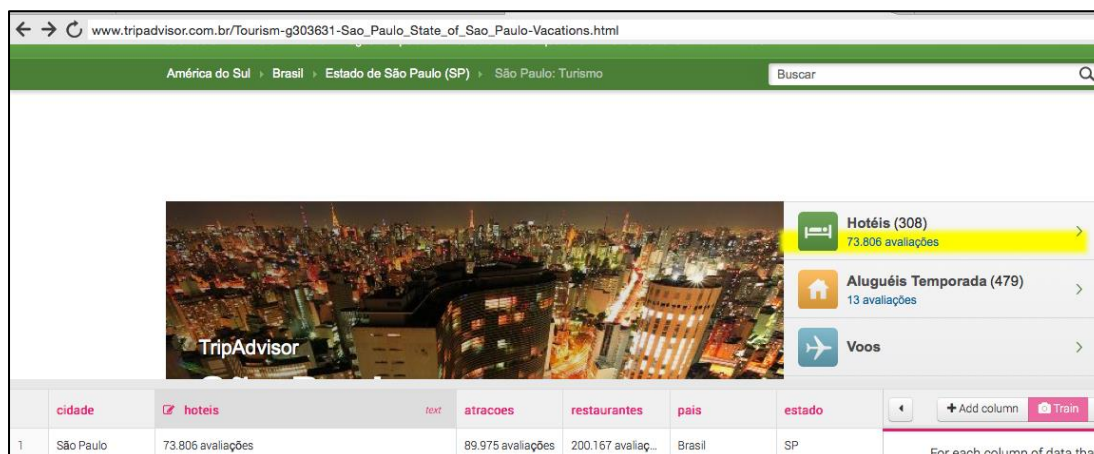 www.tripadvisor.com.br/Tourism-g303631-Sao_Paulo_State_of_Sao_Paulo-Vacations.html
América do Sul › Brasil › Estado de São Paulo (SP) › São Paulo: Turismo
Buscar
Hotéis (308)
73.806 avaliações
Aluguéis Temporada (479)
13 avaliações
Voos
TripAdvisor
cidade hoteis text atracoes restaurantes pais estado
+ Add column Train
1 São Paulo 73.806 avaliações 89.975 avaliações 200.167 avaliaç... Brasil SP
For each column of data tha